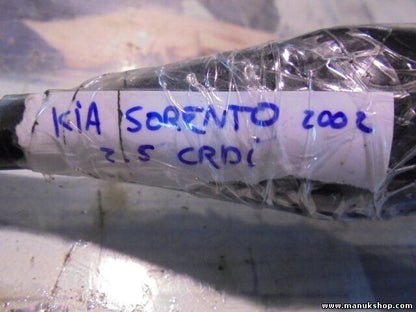 KiA SORENTO 2002
2.5 CRDi
www.manukshop.com